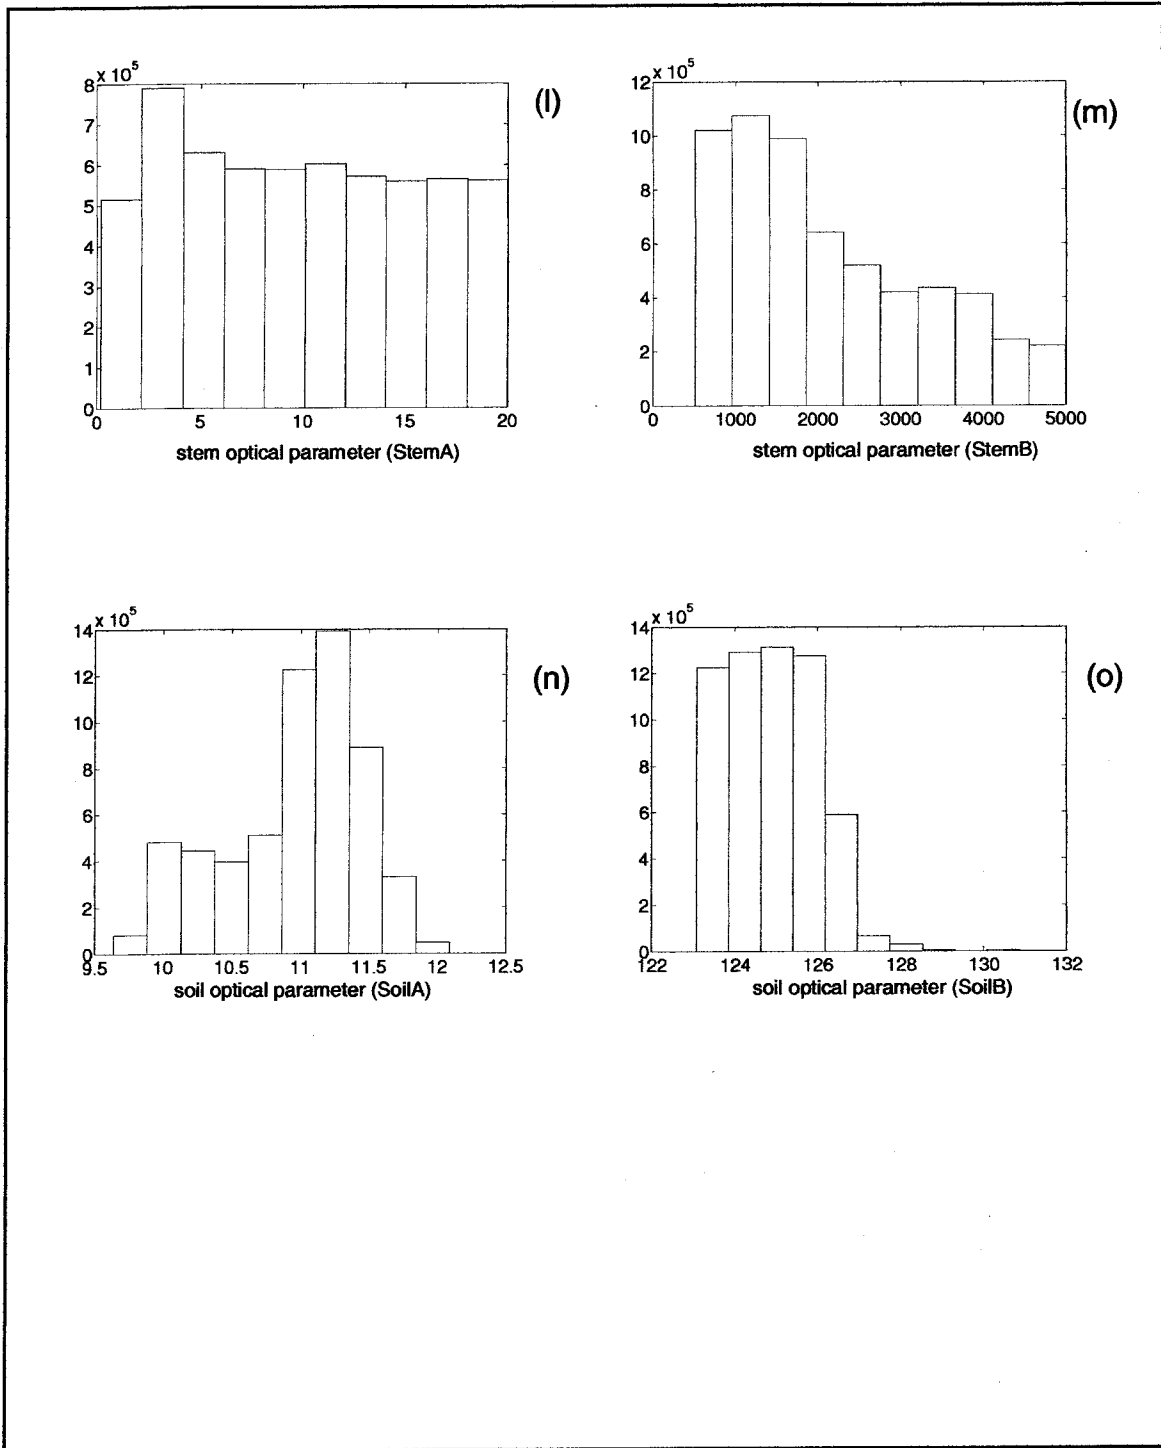 x 10^5
8
7
6
5
4
3
2
1
0
0 5 10 15 20
stem optical parameter (StemA)
(l)
x 10^5
12
10
8
6
4
2
0
0 1000 2000 3000 4000 5000
stem optical parameter (StemB)
(m)
x 10^5
14
12
10
8
6
4
2
0
9.5 10 10.5 11 11.5 12 12.5
soil optical parameter (SoilA)
(n)
x 10^5
14
12
10
8
6
4
2
0
122 124 126 128 130 132
soil optical parameter (SoilB)
(o)